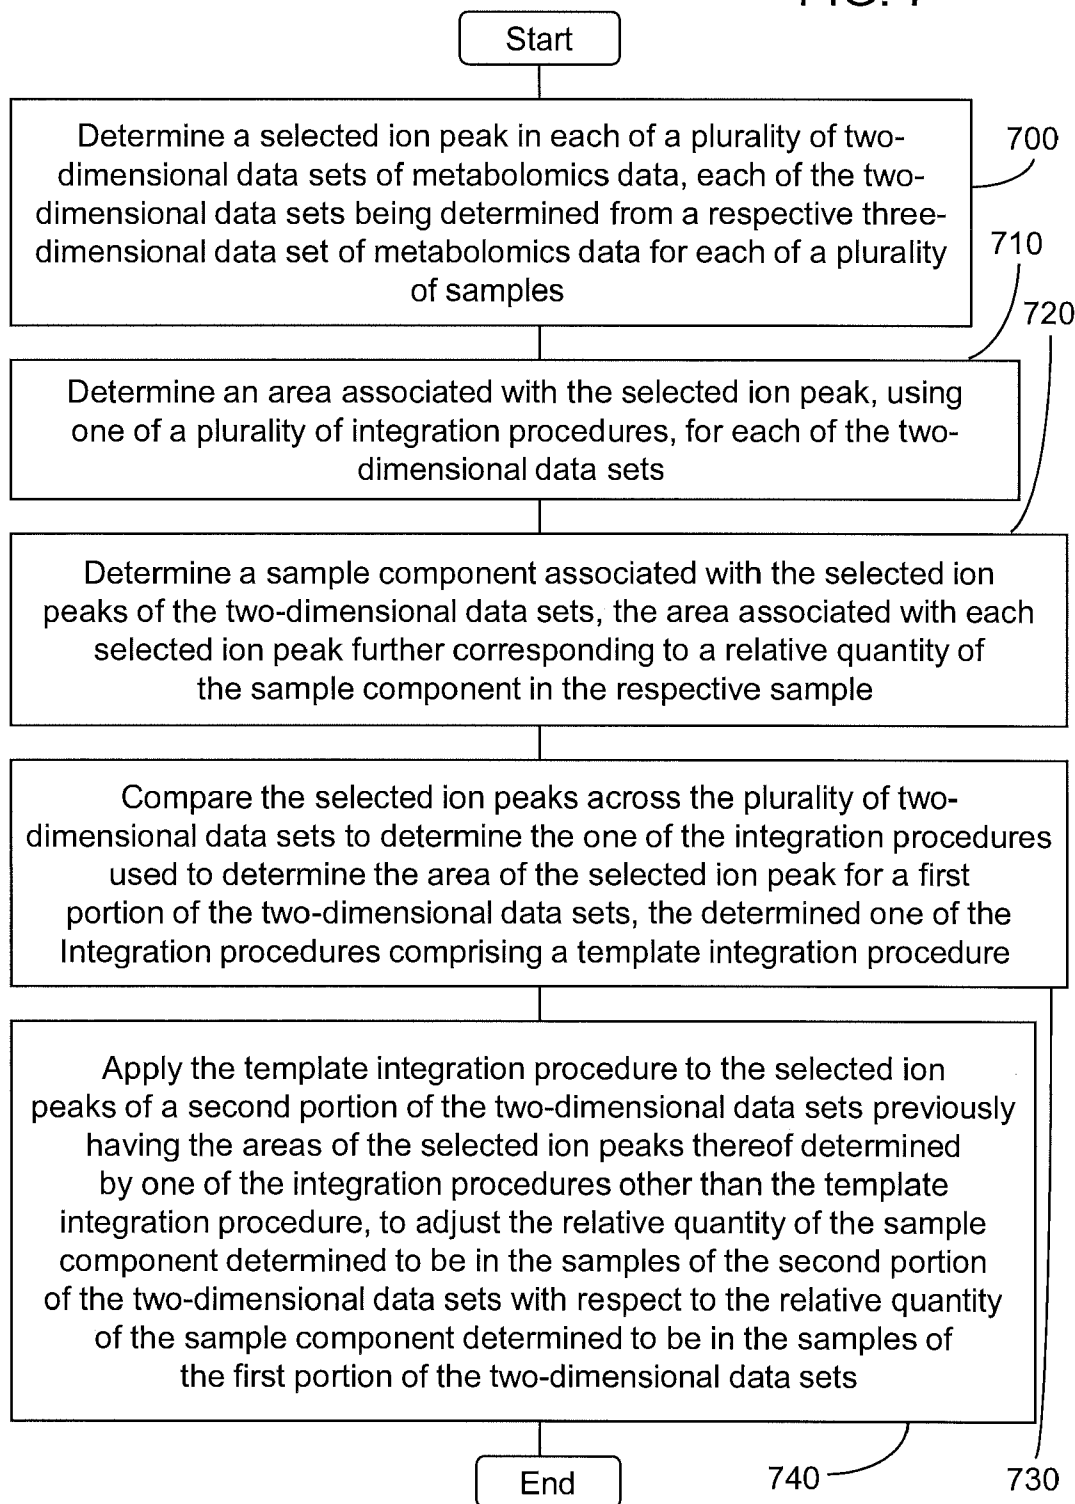 Start
Determine a selected ion peak in each of a plurality of two-
dimensional data sets of metabolomics data, each of the two-
dimensional data sets being determined from a respective three-
dimensional data set of metabolomics data for each of a plurality
of samples
700
710
720
Determine an area associated with the selected ion peak, using
one of a plurality of integration procedures, for each of the two-
dimensional data sets
Determine a sample component associated with the selected ion
peaks of the two-dimensional data sets, the area associated with each
selected ion peak further corresponding to a relative quantity of
the sample component in the respective sample
Compare the selected ion peaks across the plurality of two-
dimensional data sets to determine the one of the integration procedures
used to determine the area of the selected ion peak for a first
portion of the two-dimensional data sets, the determined one of the
Integration procedures comprising a template integration procedure
Apply the template integration procedure to the selected ion
peaks of a second portion of the two-dimensional data sets previously
having the areas of the selected ion peaks thereof determined
by one of the integration procedures other than the template
integration procedure, to adjust the relative quantity of the sample
component determined to be in the samples of the second portion
of the two-dimensional data sets with respect to the relative quantity
of the sample component determined to be in the samples of
the first portion of the two-dimensional data sets
End
740
730